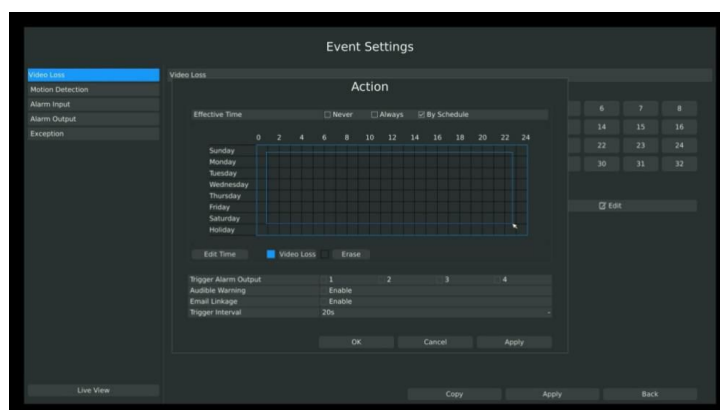 Event Settings
Video Loss
Motion Detection
Alarm Input
Alarm Output
Exception
Video Loss
Action
Effective Time Never Always By Schedule
0 2 4 6 8 10 12 14 16 18 20 22 24
Sunday
Monday
Tuesday
Wednesday
Thursday
Friday
Saturday
Holiday
Edit Time Video Loss Erase
Trigger Alarm Output 1 2 3 4
Audible Warning Enable
Email Linkage Enable
Trigger Interval 20s
OK Cancel Apply
6 7 8
14 15 16
22 23 24
30 31 32
Edit
Live View
Copy Apply Back